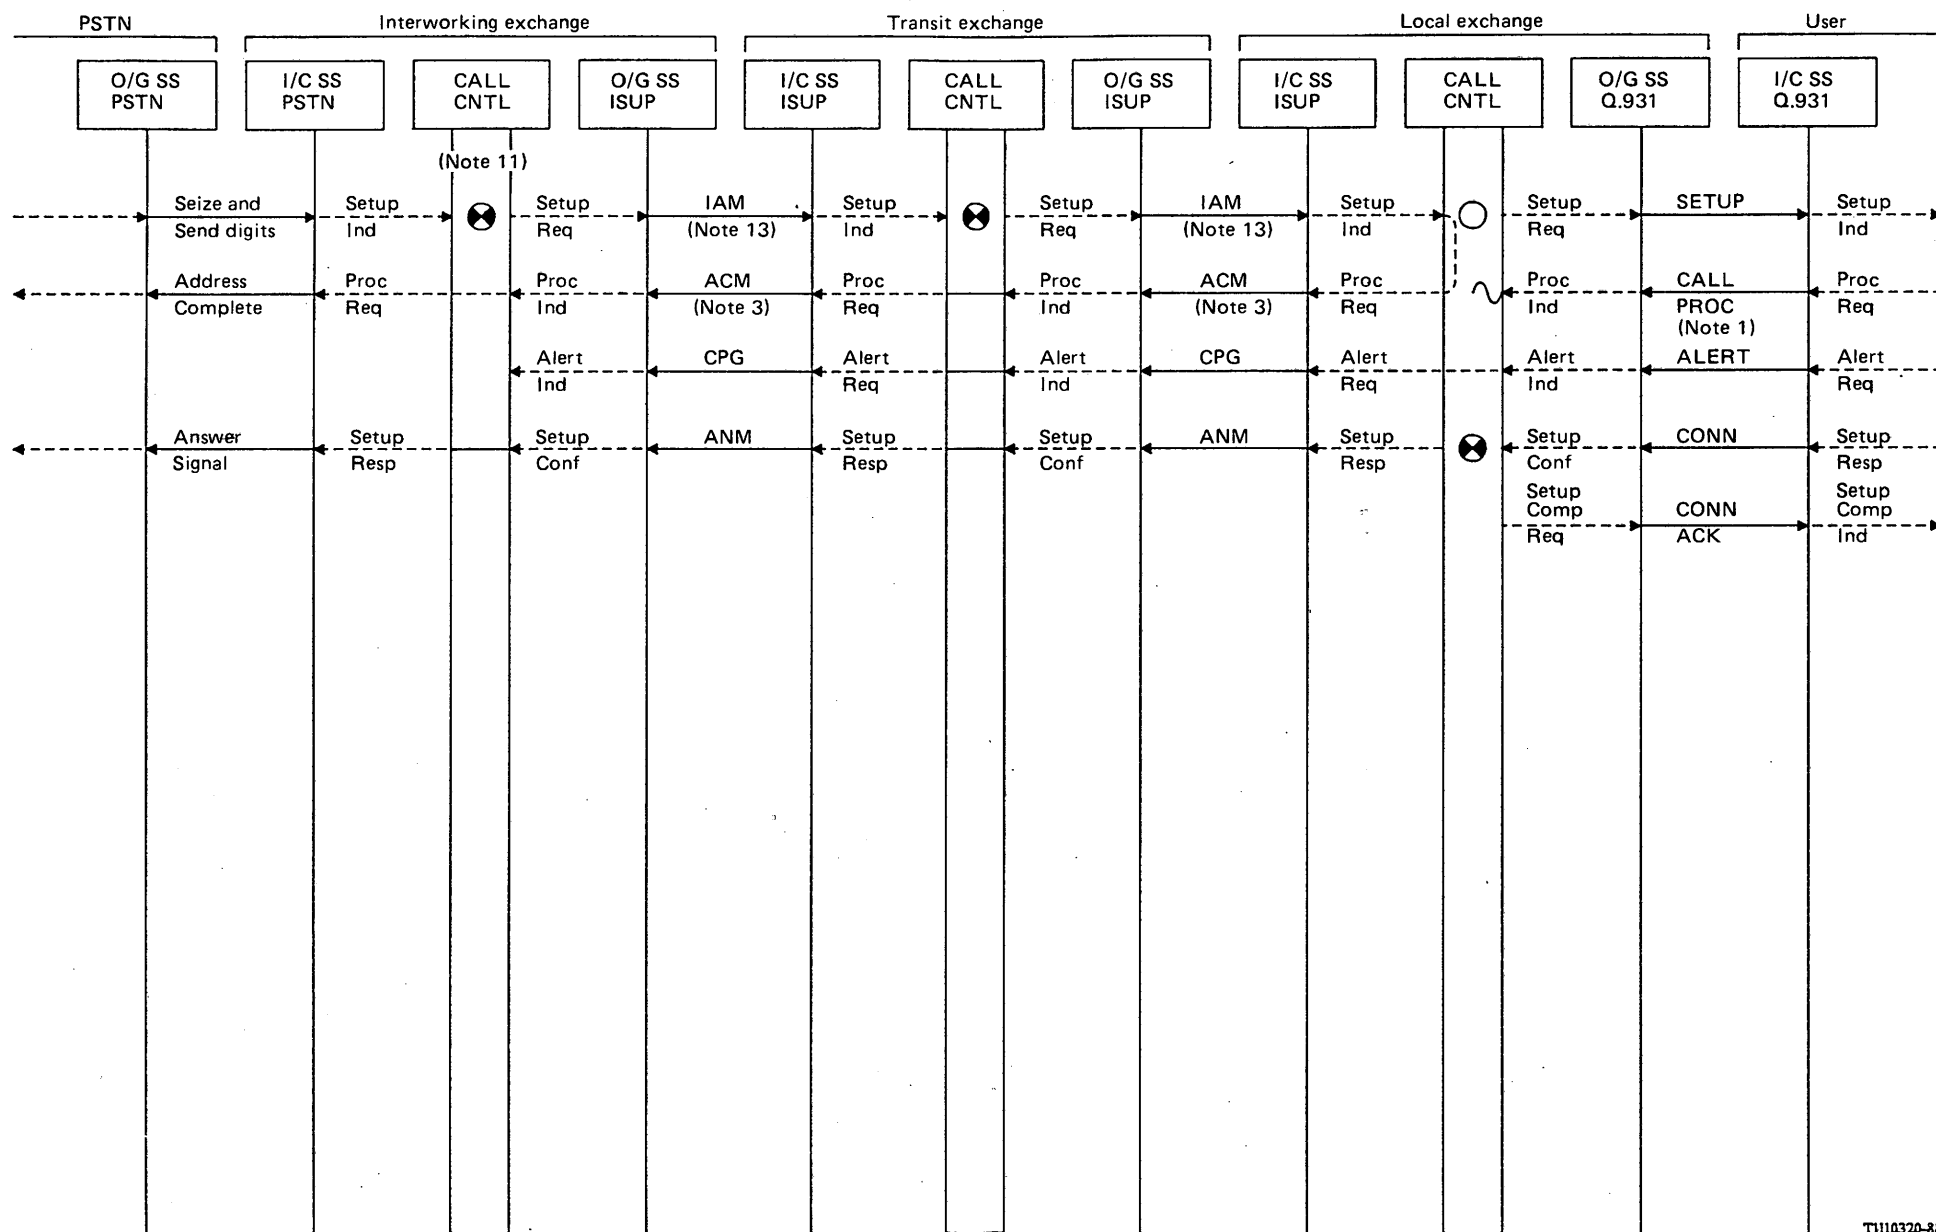 PSTN Interworking exchange Transit exchange Local exchange User
O/G SS I/C SS CALL O/G SS I/C SS CALL O/G SS I/C SS CALL O/G SS I/C SS
PSTN PSTN CNTL ISUP ISUP CNTL ISUP ISUP CNTL Q.931 Q.931
(Note 11)
Seize and Setup Setup IAM Setup Setup IAM Setup Setup SETUP Setup
Send digits Ind Req (Note 13) Ind Req (Note 13) Ind Req Ind
Address Proc Proc ACM Proc Proc ACM Proc Proc CALL Proc
Complete Req Ind (Note 3) Req Ind (Note 3) Req Ind PROC Req
(Note 1)
Alert CPG Alert Alert CPG Alert Alert ALERT Alert
Ind Req Ind Req Ind Req
Answer Setup Setup ANM Setup Setup ANM Setup Setup CONN Setup
Signal Resp Conf Resp Conf Resp Conf Resp
Setup Setup
Comp CONN Comp
Req ACK Ind